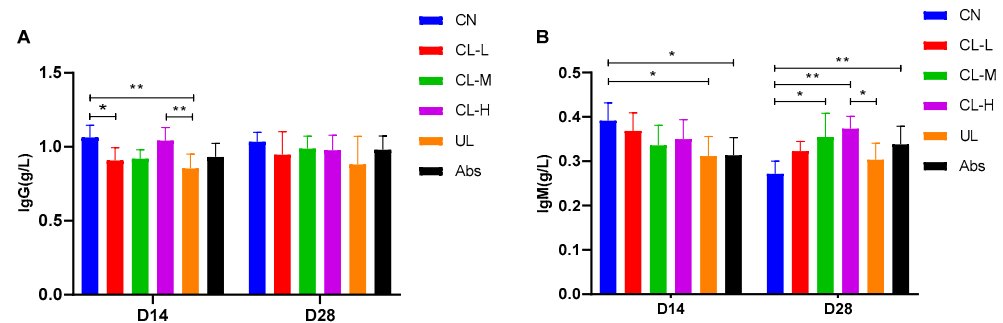 A
IgG(g/L)
1.5
1.0
0.5
0.0
**
*
**
D14
D28
CN
CL-L
CL-M
CL-H
UL
Abs
B
IgM(g/L)
0.5
0.4
0.3
0.2
0.1
0.0
*
*
**
**
*
*
D14
D28
CN
CL-L
CL-M
CL-H
UL
Abs